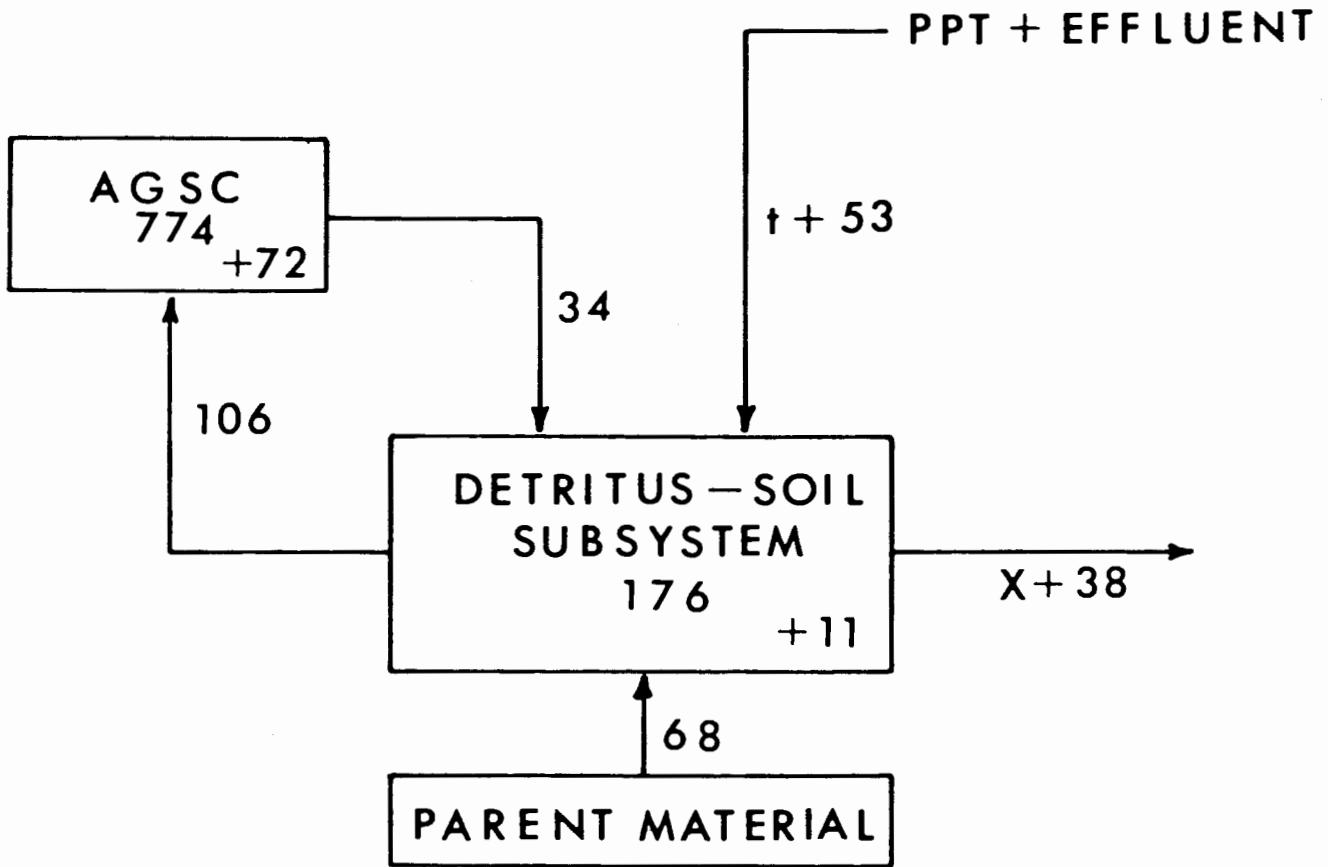 PPT + EFFLUENT
AGSC
774
+72
t + 53
34
106
DETRITUS — SOIL
SUBSYSTEM
176
+11
X + 38
68
PARENT MATERIAL